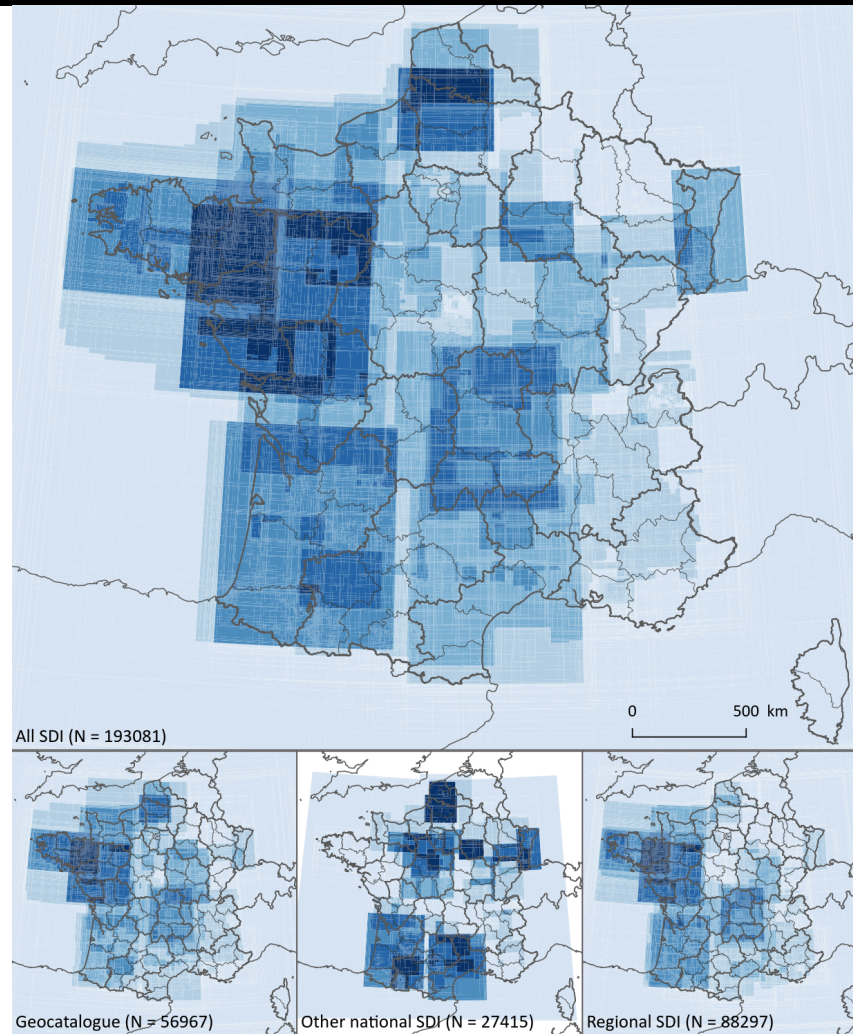 0 500 km
All SDI (N = 193081)
Geocatalogue (N = 56967)
Other national SDI (N = 27415)
Regional SDI (N = 88297)